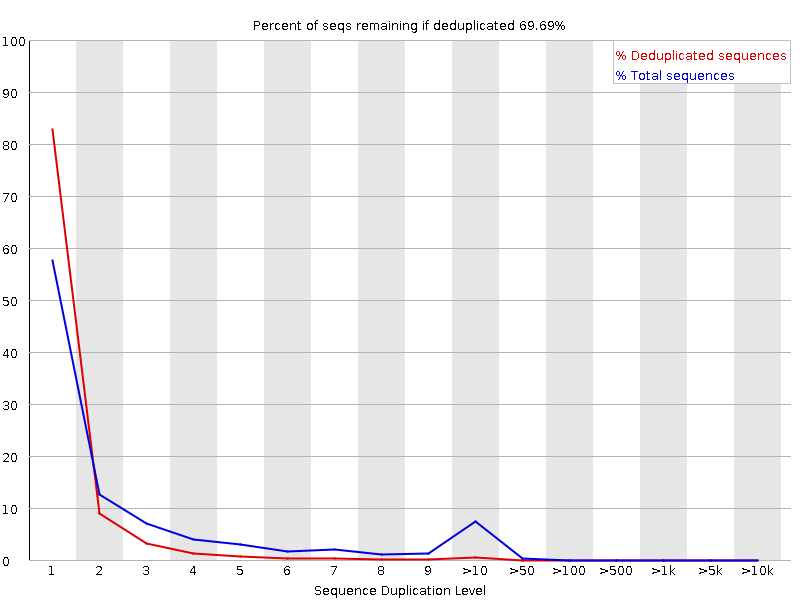 Percent of seqs remaining if deduplicated 69.69%
% Deduplicated sequences
% Total sequences
100
90
80
70
60
50
40
30
20
10
0
1 2 3 4 5 6 7 8 9 >10 >50 >100 >500 >1k >5k >10k
Sequence Duplication Level